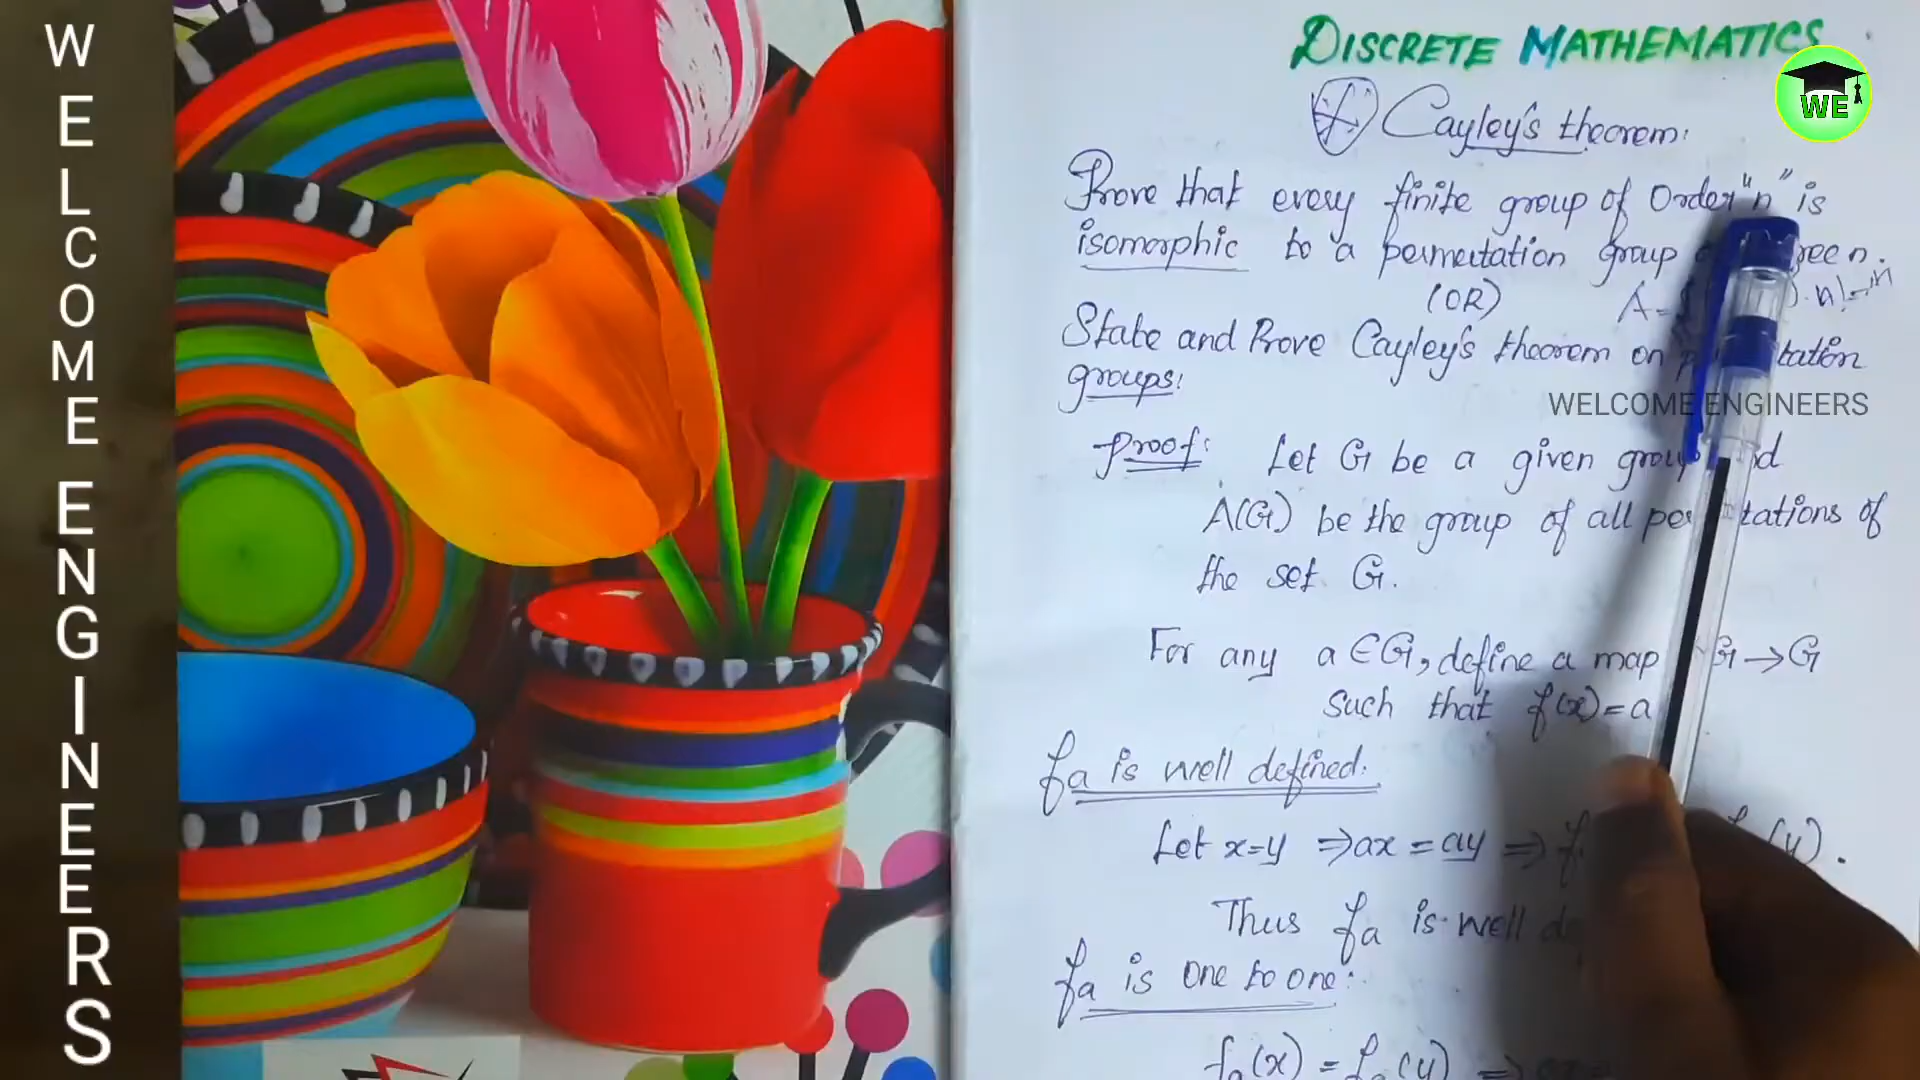 WELCOME ENGINEERS
DISCRETE MATHEMATICS
WE
Cayley's theorem:
Prove that every finite group of Order "n" is
isomorphic to a permutation group n.
(OR) A=
State and Prove Cayley's theorem on
groups:
WELCOME ENGINEERS
Proof: Let G be a given
A(G) be the group of all of
the set G.
For any a ∈ G, define a map G → G
Such that f(x) = a
fa is well defined.
Let x=y ⇒ ax = ay ⇒ (y).
Thus fa is well
fa is one to one:
fa(x) = fa(y) ⇒